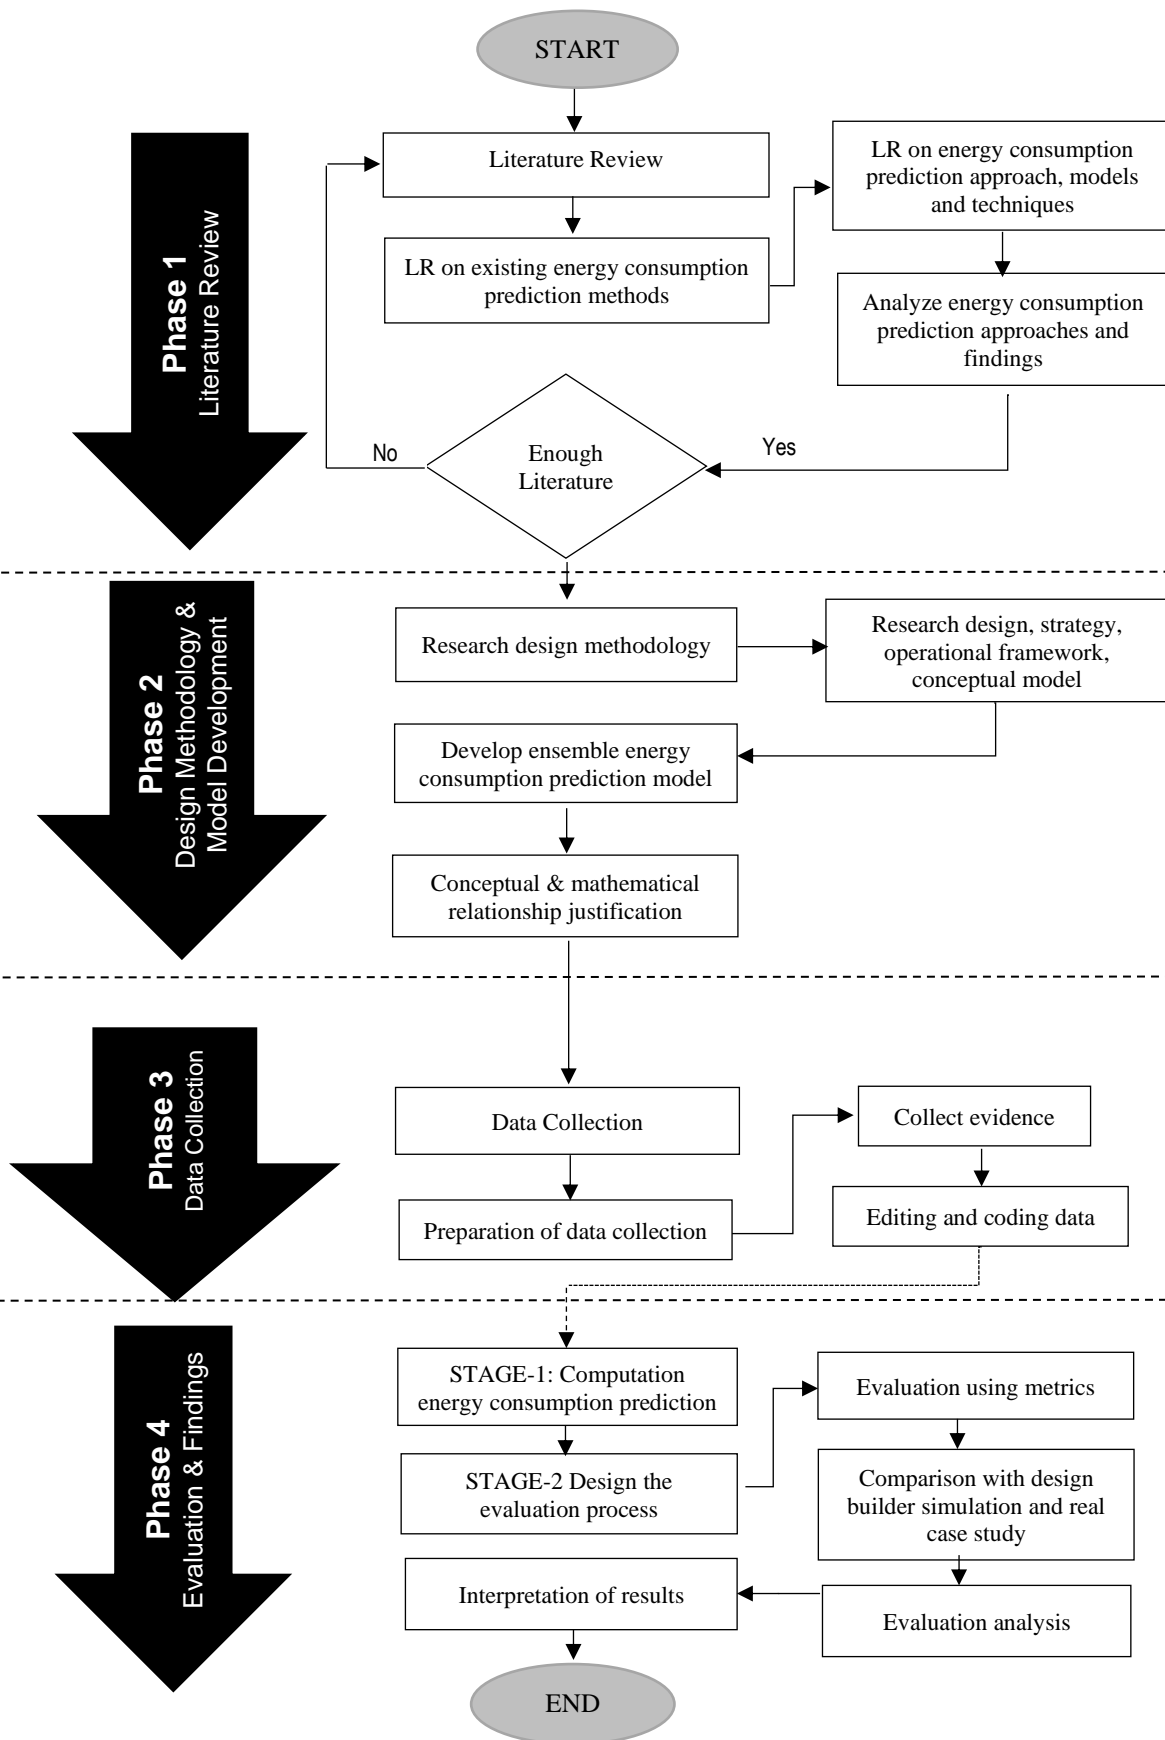 START
Phase 1
Literature Review
Literature Review
LR on existing energy consumption
prediction methods
LR on energy consumption
prediction approach, models
and techniques
Analyze energy consumption
prediction approaches and
findings
Enough
Literature
No
Yes
Phase 2
Design Methodology &
Model Development
Research design methodology
Research design, strategy,
operational framework,
conceptual model
Develop ensemble energy
consumption prediction model
Conceptual & mathematical
relationship justification
Phase 3
Data Collection
Data Collection
Preparation of data collection
Collect evidence
Editing and coding data
Phase 4
Evaluation & Findings
STAGE-1: Computation
energy consumption prediction
STAGE-2 Design the
evaluation process
Evaluation using metrics
Comparison with design
builder simulation and real
case study
Evaluation analysis
Interpretation of results
END